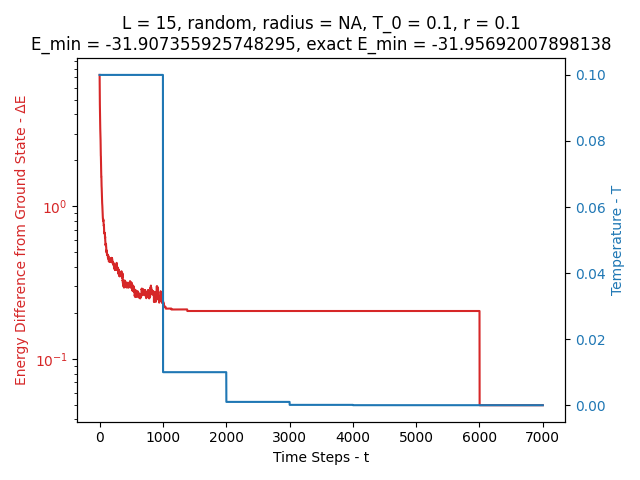 L = 15, random, radius = NA, T_0 = 0.1, r = 0.1
E_min = -31.907355925748295, exact E_min = -31.95692007898138
Energy Difference from Ground State - ΔE
10⁰
10⁻¹
0.10
0.08
0.06
0.04
0.02
0.00
Temperature - T
0 1000 2000 3000 4000 5000 6000 7000
Time Steps - t